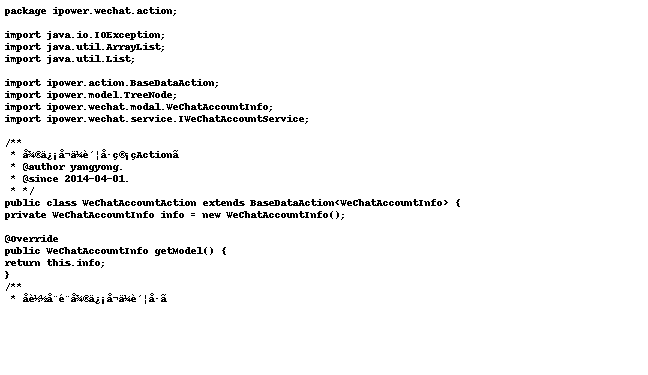 package ipower.wechat.action;
import java.io.IOException;
import java.util.ArrayList;
import java.util.List;
import ipower.action.BaseDataAction;
import ipower.model.TreeNode;
import ipower.wechat.modal.WeChatAccountInfo;
import ipower.wechat.service.IWeChatAccountService;
/**
* å¾®ä¿¡å¬ä¼è´¦å·ç®¡çActionã
* @author yangyong.
* @since 2014-04-01.
* */
public class WeChatAccountAction extends BaseDataAction<WeChatAccountInfo> {
private WeChatAccountInfo info = new WeChatAccountInfo();
@Override
public WeChatAccountInfo getModel() {
return this.info;
}
/**
* åè½½å¨é¨å¾®ä¿¡å¬ä¼è´¦å·ã